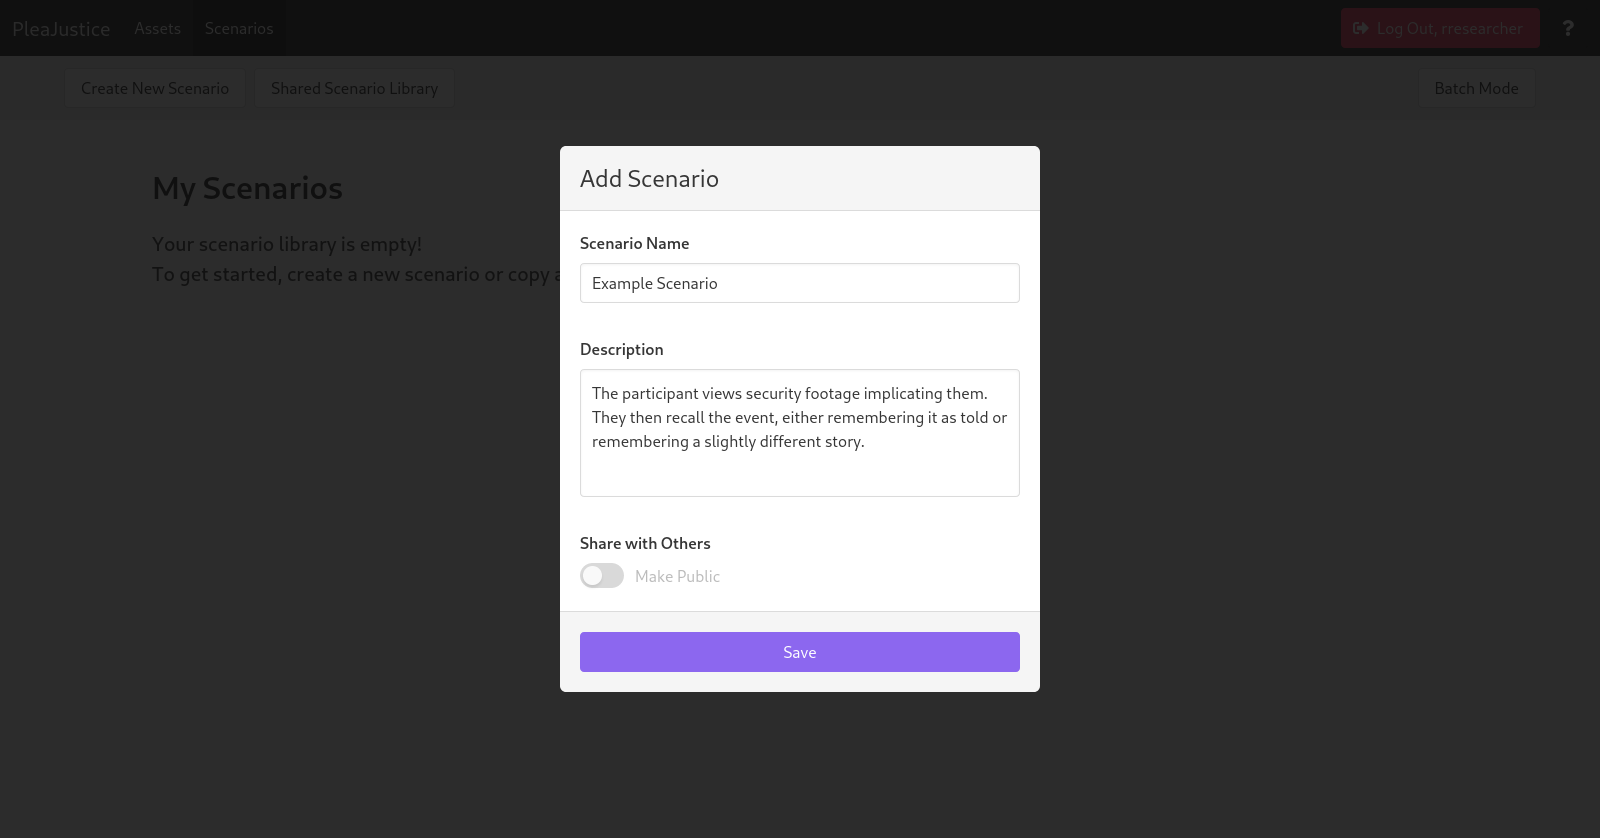 PleaJustice Assets Scenarios Log Out, rresearcher ?
Create New Scenario Shared Scenario Library Batch Mode
My Scenarios
Your scenario library is empty!
To get started, create a new scenario or copy a
Add Scenario
Scenario Name
Example Scenario
Description
The participant views security footage implicating them.
They then recall the event, either remembering it as told or
remembering a slightly different story.
Share with Others
Make Public
Save